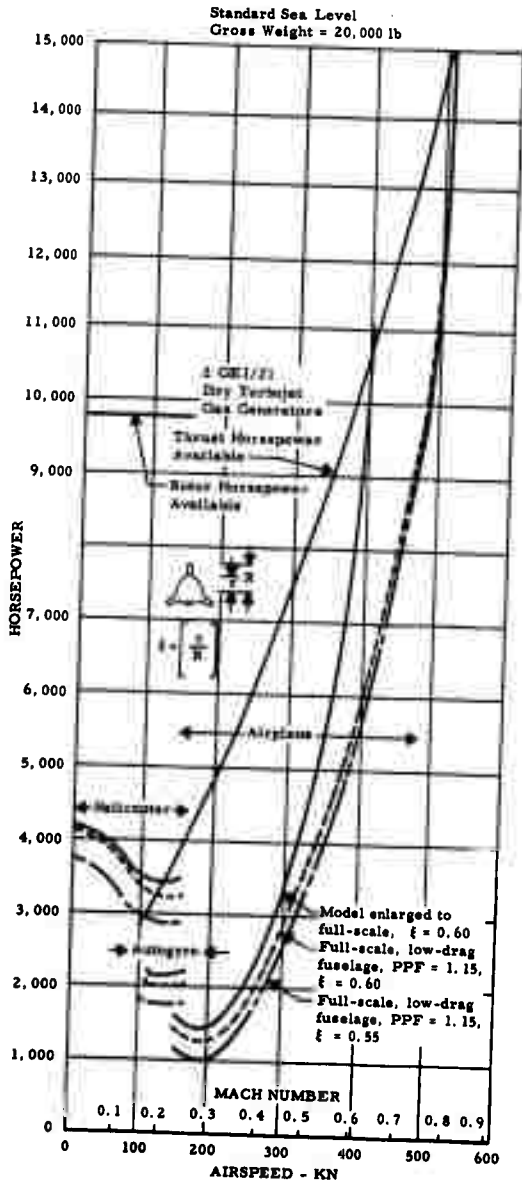 Standard Sea Level
Gross Weight = 20,000 lb
15,000
14,000
13,000
12,000
11,000
10,000
9,000
7,000
6,000
5,000
4,000
3,000
2,000
1,000
0
HORSEPOWER
Dry Turbojet
Gas Generators
Thrust Horsepower
Available
Rotor Horsepower
Available
Airplane
Helicopter
Autogyro
Model enlarged to
full-scale, ξ = 0.60
Full-scale, low-drag
fuselage, PPF = 1.15,
ξ = 0.60
Full-scale, low-drag
fuselage, PPF = 1.15,
ξ = 0.55
MACH NUMBER
0.1 0.2 0.3 0.4 0.5 0.6 0.7 0.8 0.9
0 100 200 300 400 500 600
AIRSPEED - KN